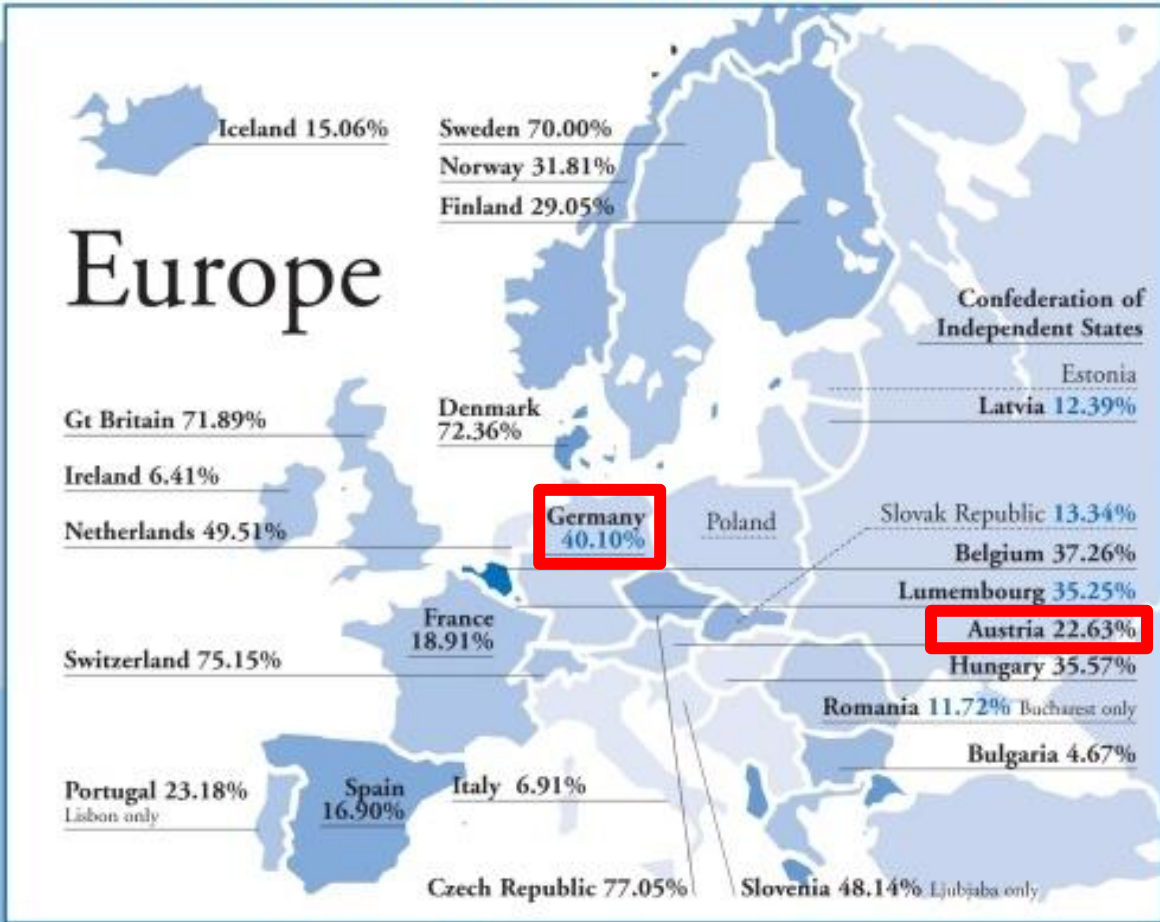 Iceland 15.06%
Sweden 70.00%
Norway 31.81%
Finland 29.05%
Europe
Confederation of
Independent States
Estonia
Latvia 12.39%
Gt Britain 71.89%
Denmark
72.36%
Ireland 6.41%
Netherlands 49.51%
Germany
40.10%
Poland
Slovak Republic 13.34%
Belgium 37.26%
Lumembourg 35.25%
France
18.91%
Austria 22.63%
Switzerland 75.15%
Hungary 35.57%
Romania 11.72% Bucharest only
Bulgaria 4.67%
Portugal 23.18%
Lisbon only
Spain
16.90%
Italy 6.91%
Czech Republic 77.05%
Slovenia 48.14% Ljubjaba only